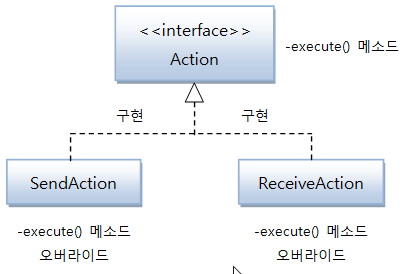 <<interface>>
Action
-execute() 메소드
구현
구현
SendAction
ReceiveAction
-execute() 메소드
오버라이드
-execute() 메소드
오버라이드